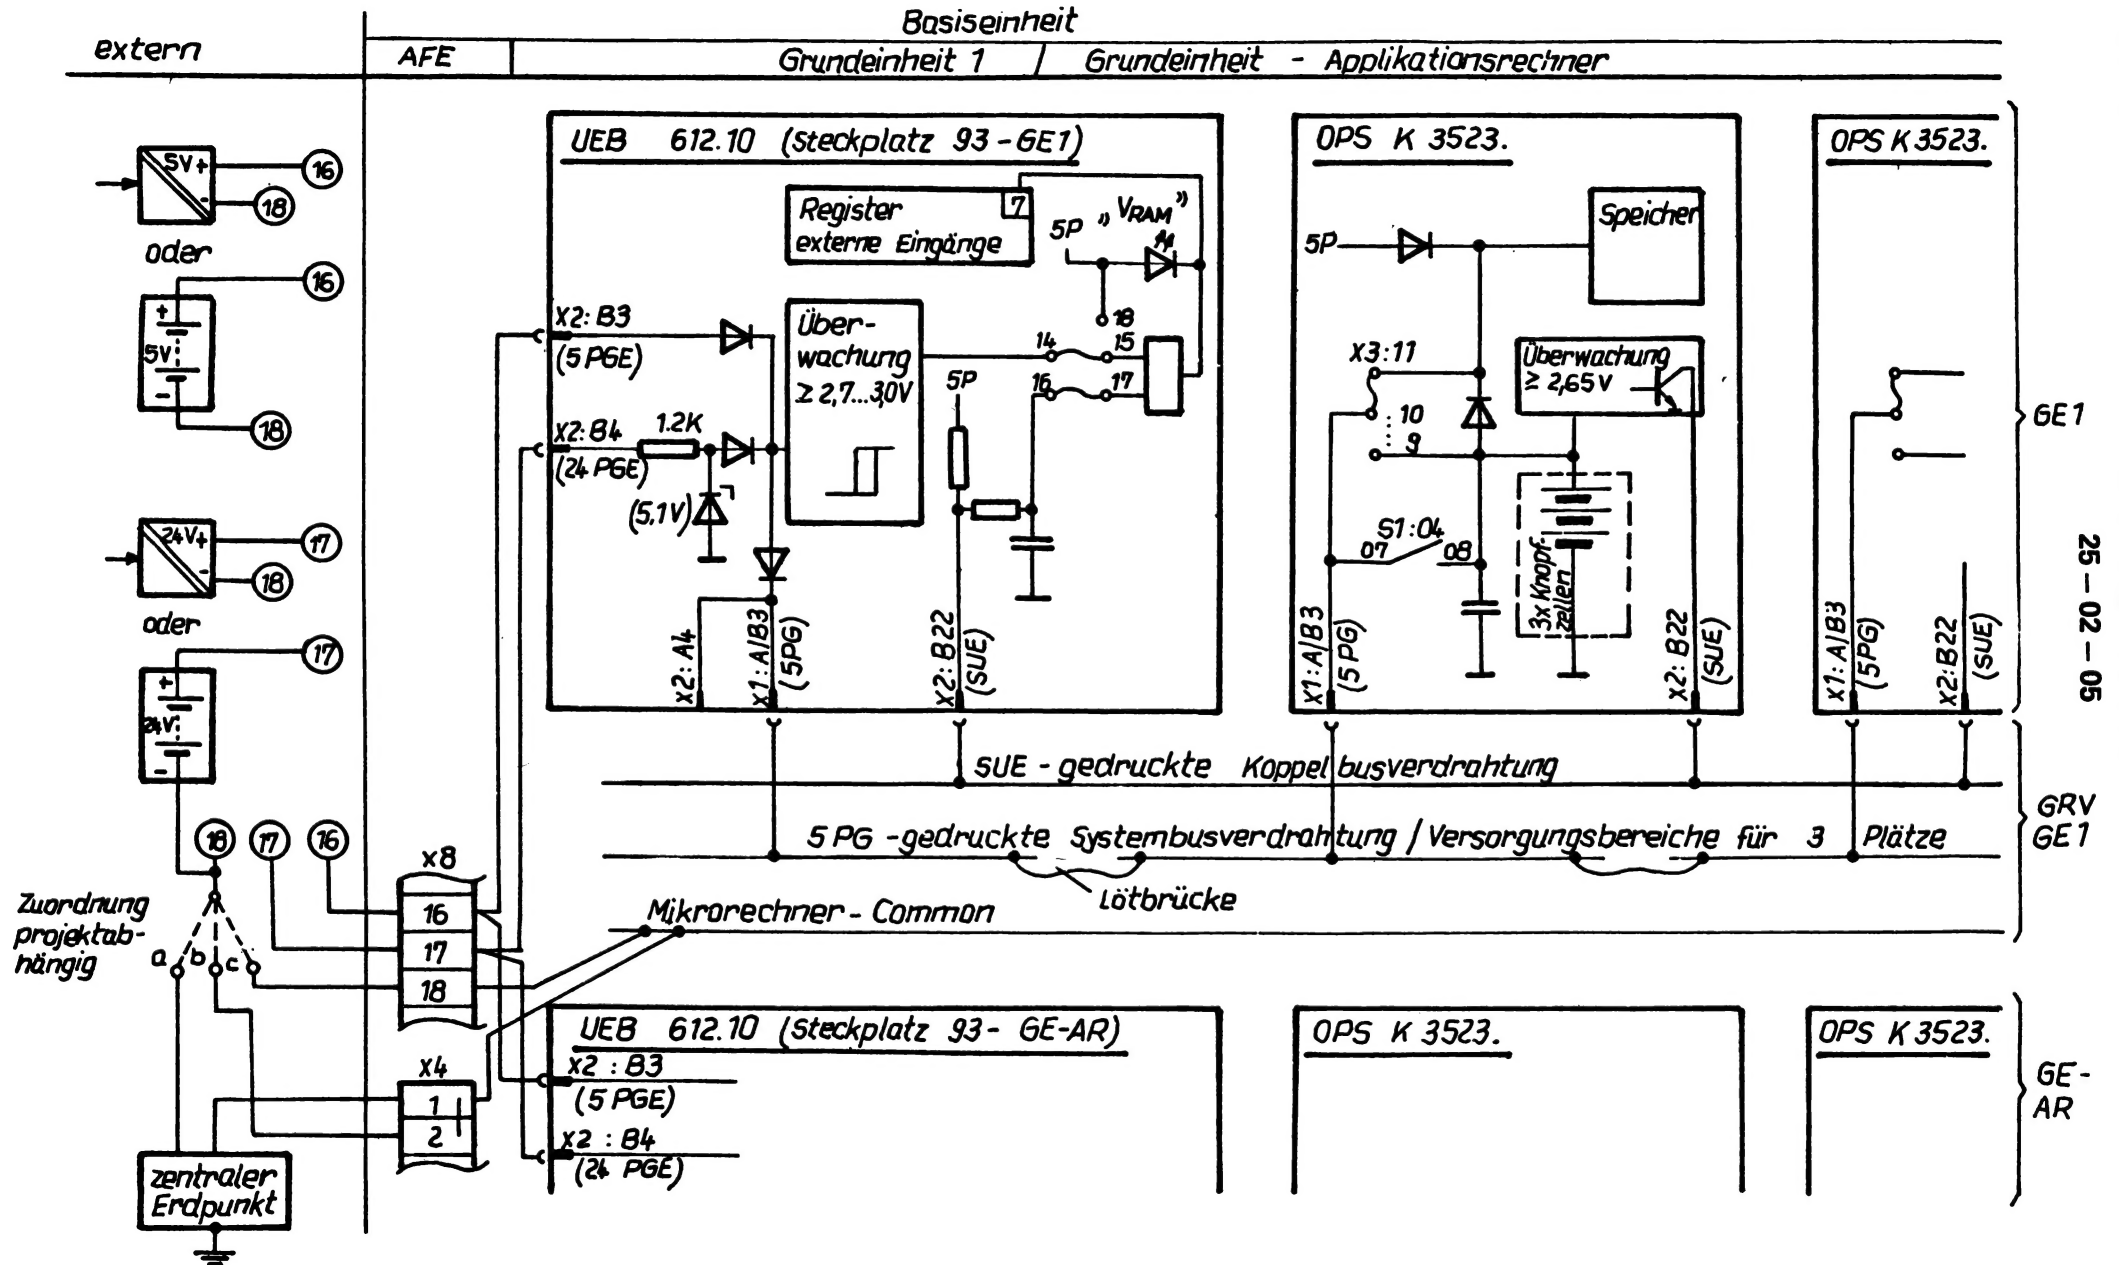 Basiseinheit
extern
AFE
Grundeinheit 1
Grundeinheit - Applikationsrechner
UEB 612.10 (Steckplatz 93-GE1)
OPS K 3523.
OPS K 3523.
5V+
-
16
18
oder
16
+
5V
-
18
24V+
-
17
18
oder
17
+
24V
-
18
17
16
Zuordnung
projektab-
hängig
a
b
c
zentraler
Erdpunkt
x8
16
17
18
x4
1
2
Register
externe Eingänge
7
5P
„VRAM”
18
X2:B3
(5 PGE)
X2:B4
(24 PGE)
1.2K
(5,1V)
Über-
wachung
≥2,7...3,0V
5P
14
15
16
17
x2:A4
x1:A/B3
(5PG)
X2:B22
(SUE)
5P
Speicher
X3:11
10
9
Überwachung
≥ 2,65V
S1:04
07
08
3x Knopf-
zellen
x1:A/B3
(5PG)
x2:B22
(SUE)
x1:A/B3
(5PG)
x2:B22
(SUE)
GE1
25-02-05
SUE - gedruckte Koppelbusverdrahtung
5PG -gedruckte Systembusverdrahtung / Versorgungsbereiche für 3 Plätze
Lötbrücke
Mikrorechner-Common
GRV
GE1
UEB 612.10 (Steckplatz 93- GE-AR)
OPS K 3523.
OPS K 3523.
x2 : B3
(5 PGE)
x2 : B4
(24 PGE)
GE-
AR